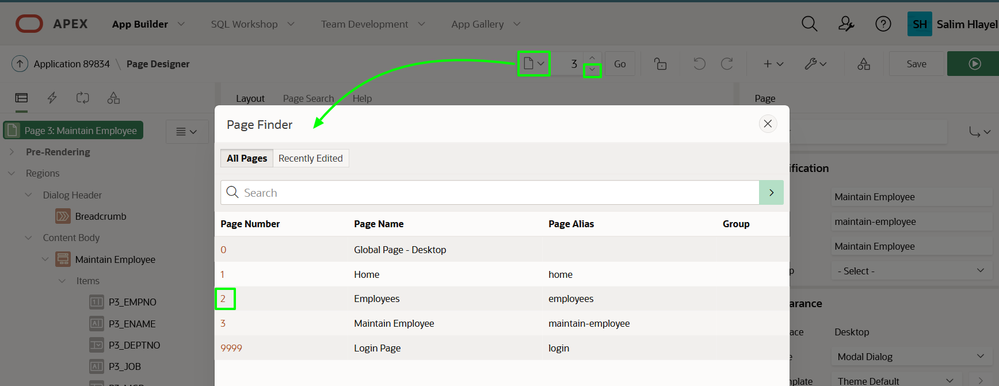 APEX App Builder SQL Workshop Team Development App Gallery SH Salim Hlayel
Application 89834 \ Page Designer 3 Go Save
Layout Page Search Help Page
Page 3: Maintain Employee
Pre-Rendering
Regions
Dialog Header
Breadcrumb
Content Body
Maintain Employee
Items
P3_EMPNO
P3_ENAME
P3_DEPTNO
P3_JOB
Page Finder
All Pages Recently Edited
Search
Page Number Page Name Page Alias Group
0 Global Page - Desktop
1 Home home
2 Employees employees
3 Maintain Employee maintain-employee
9999 Login Page login
ification
Maintain Employee
maintain-employee
Maintain Employee
p - Select -
arance
ace Desktop
e Modal Dialog
plate Theme Default